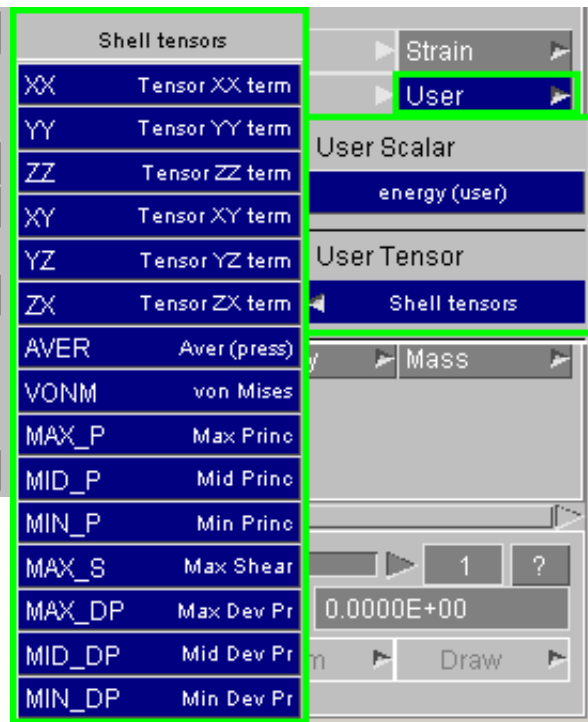 Shell tensors
XX Tensor XX term
YY Tensor YY term
ZZ Tensor ZZ term
XY Tensor XY term
YZ Tensor YZ term
ZX Tensor ZX term
AVER Aver (press)
VONM von Mises
MAX_P Max Princ
MID_P Mid Princ
MIN_P Min Princ
MAX_S Max Shear
MAX_DP Max Dev Pr
MID_DP Mid Dev Pr
MIN_DP Min Dev Pr
Strain
User
User Scalar
energy (user)
User Tensor
Shell tensors
y Mass
1 ?
0.0000E+00
m Draw